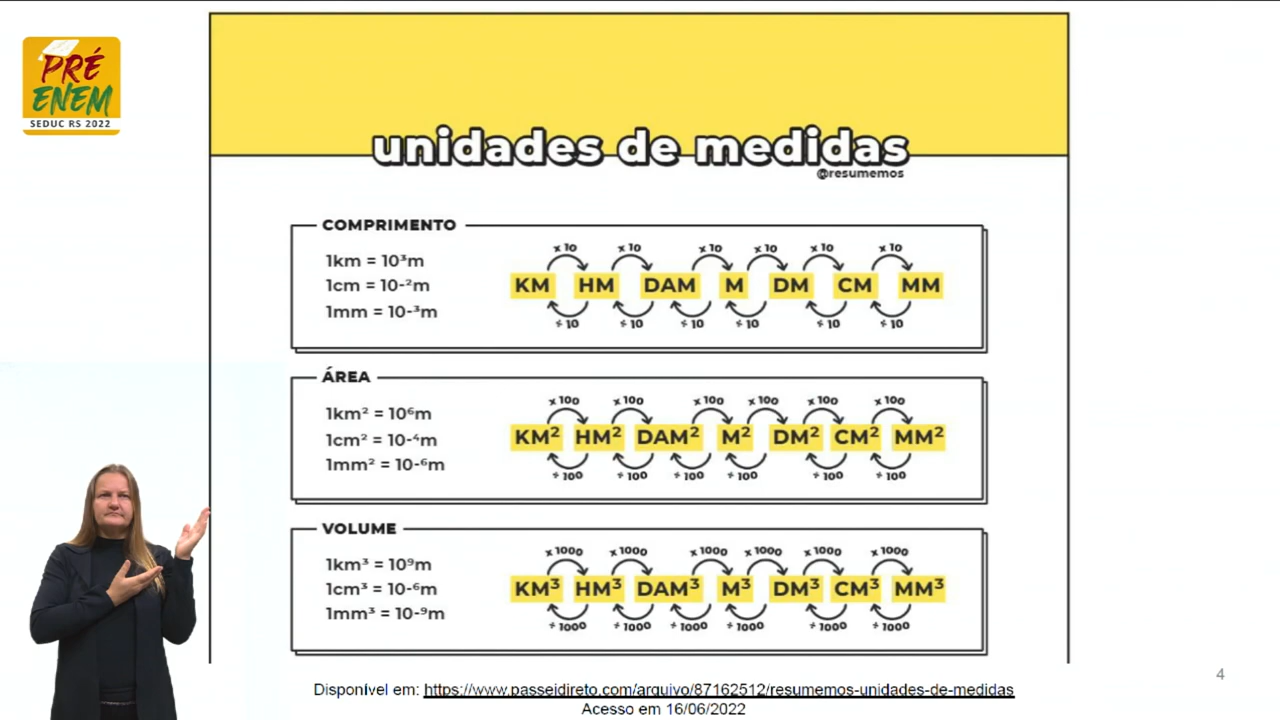 PRÉ
ENEM
SEDUC RS 2022
unidades de medidas
@resumemos
COMPRIMENTO
1km = 10³m
1cm = 10-²m
1mm = 10-³m
x 10 x 10 x 10 x 10 x 10 x 10
KM HM DAM M DM CM MM
÷ 10 ÷ 10 ÷ 10 ÷ 10 ÷ 10 ÷ 10
ÁREA
1km² = 10⁶m
1cm² = 10-⁴m
1mm² = 10-⁶m
x 100 x 100 x 100 x 100 x 100 x 100
KM² HM² DAM² M² DM² CM² MM²
÷ 100 ÷ 100 ÷ 100 ÷ 100 ÷ 100 ÷ 100
VOLUME
1km³ = 10⁹m
1cm³ = 10-⁶m
1mm³ = 10-⁹m
x 1000 x 1000 x 1000 x 1000 x 1000 x 1000
KM³ HM³ DAM³ M³ DM³ CM³ MM³
÷ 1000 ÷ 1000 ÷ 1000 ÷ 1000 ÷ 1000 ÷ 1000
Disponível em: https://www.passeidireto.com/arquivo/87162512/resumemos-unidades-de-medidas
Acesso em 16/06/2022
4